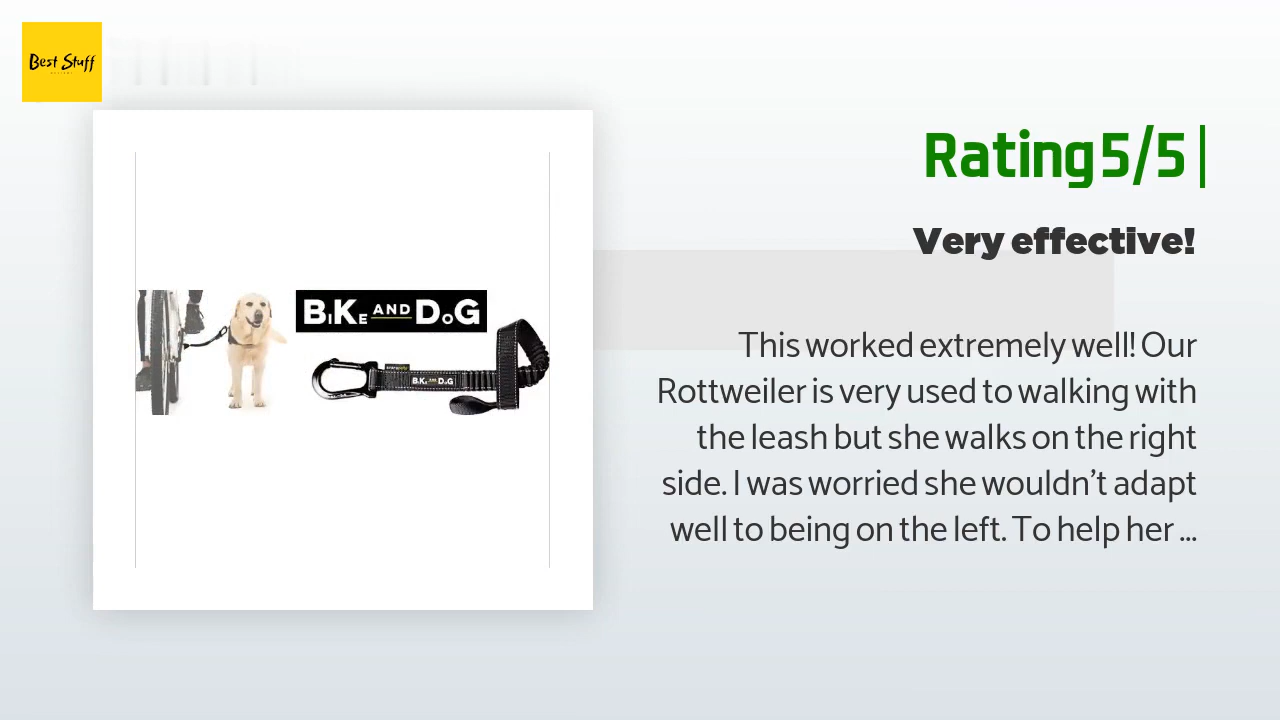 Best Stuff
Rating 5/5 |
Very effective!
BiKE AND DoG
BiKE AND DoG
This worked extremely well! Our
Rottweiler is very used to walking with
the leash but she walks on the right
side. I was worried she wouldn’t adapt
well to being on the left. To help her ...